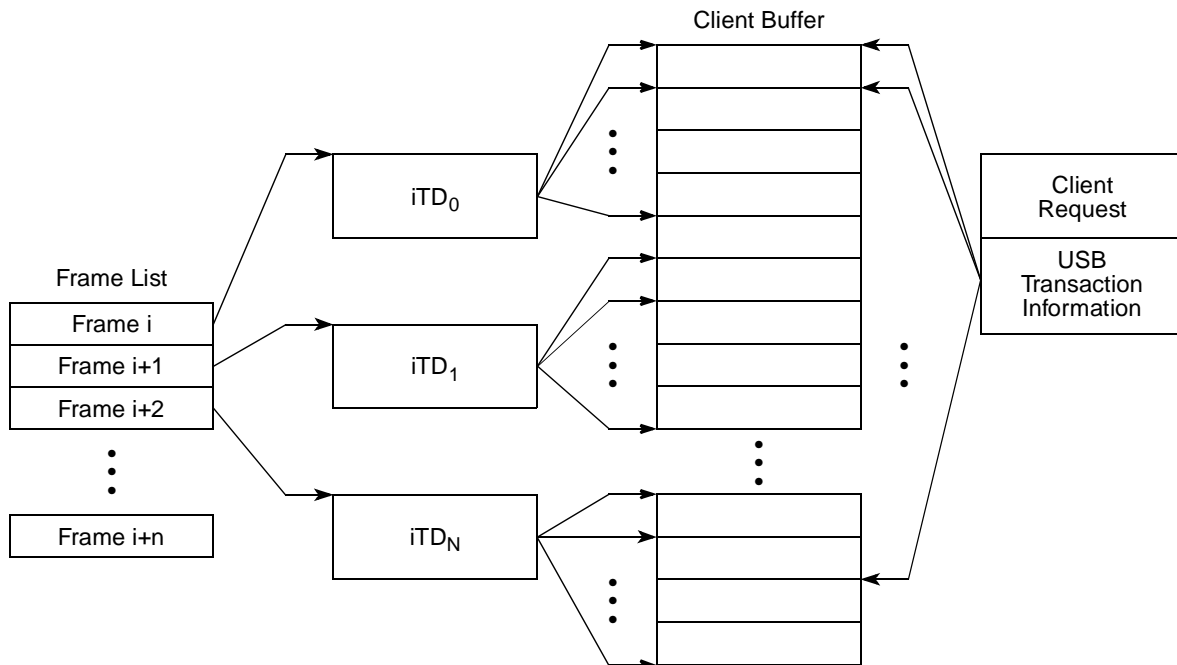 Client Buffer
iTD0
Client
Request
USB
Transaction
Information
Frame List
Frame i
Frame i+1
Frame i+2
iTD1
Frame i+n
iTDN